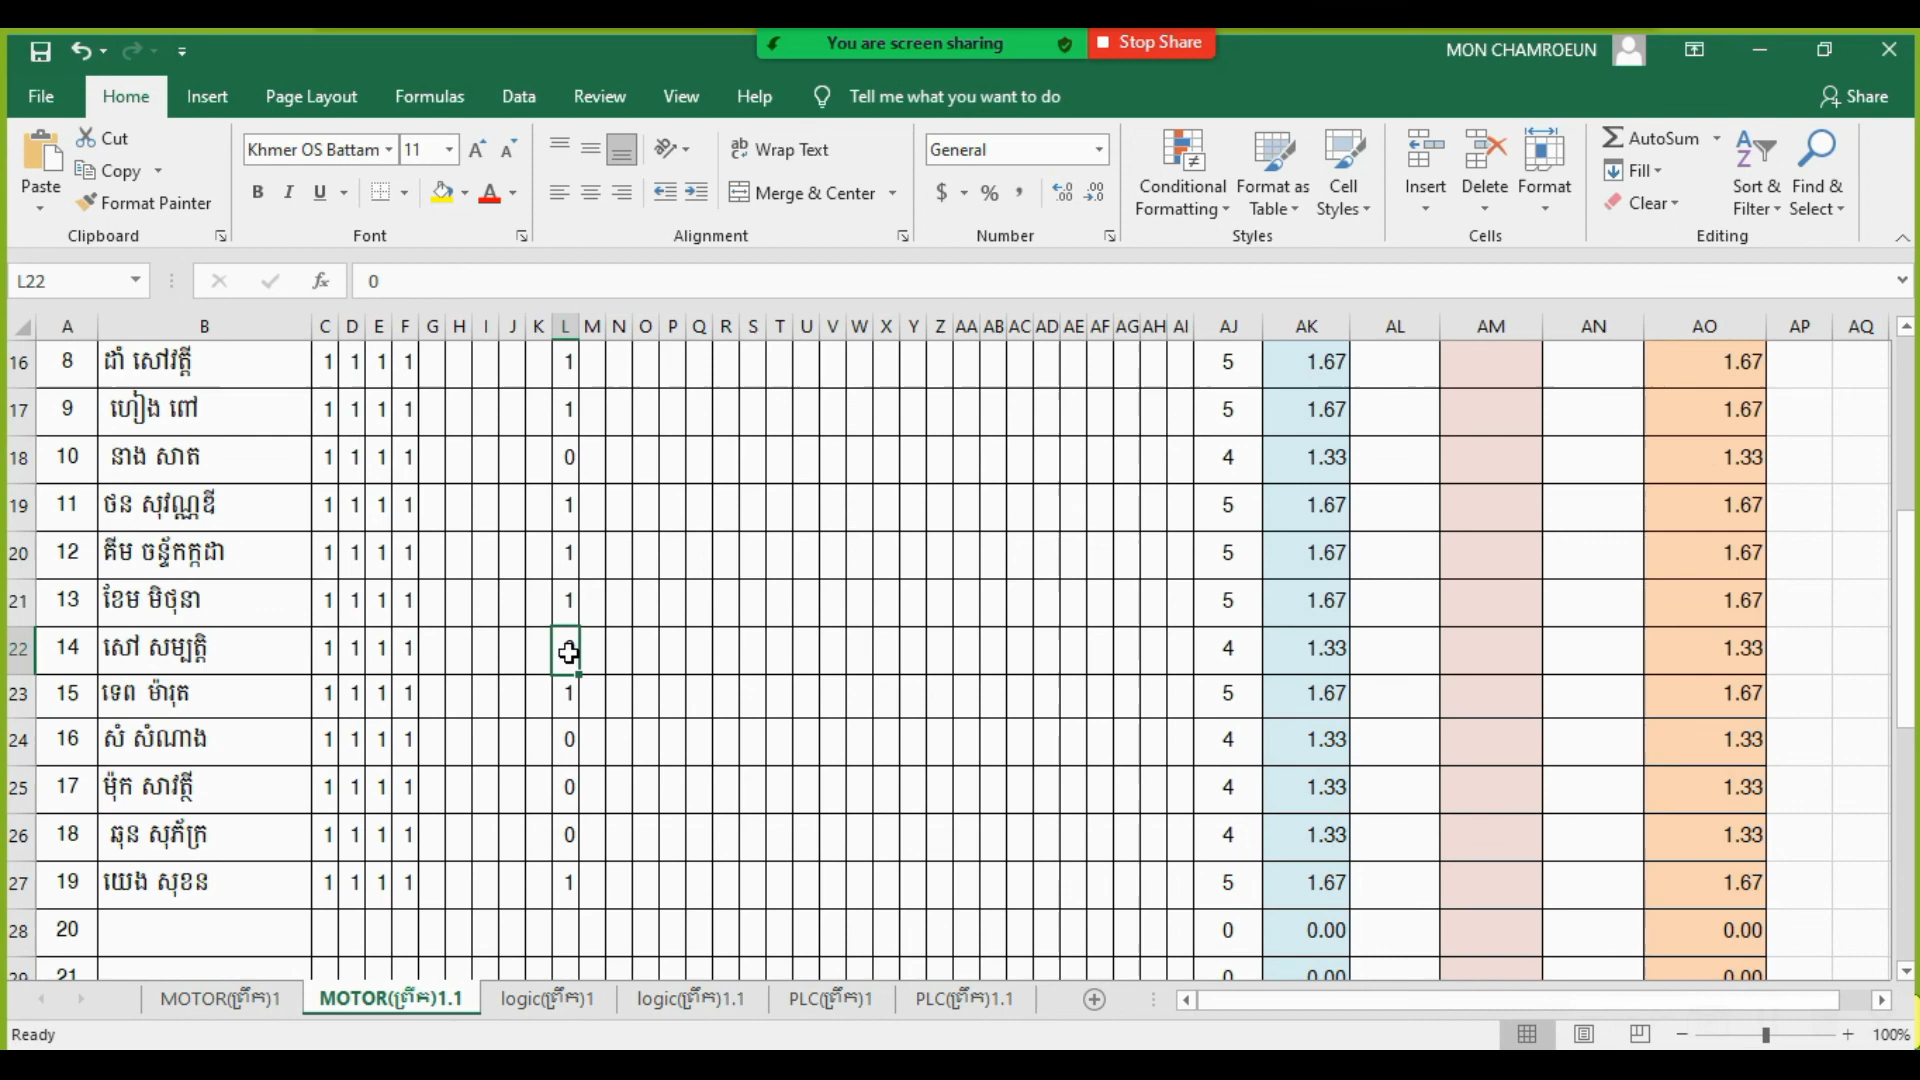 You are screen sharing Stop Share MON CHAMROEUN
File Home Insert Page Layout Formulas Data Review View Help Tell me what you want to do Share
Paste Cut Copy Format Painter Clipboard
Khmer OS Battam 11 B I U A Font
Wrap Text Merge & Center Alignment
General $ % , Number
Conditional Formatting Format as Table Cell Styles Styles
Insert Delete Format Cells
AutoSum Fill Clear Sort & Filter Find & Select Editing
L22 fx 0
A B C D E F G H I J K L M N O P Q R S T U V W X Y Z AA AB AC AD AE AF AG AH AI AJ AK AL AM AN AO AP AQ
16 8 ដាំ សៅវត្តី 1 1 1 1 1 5 1.67 1.67
17 9 ហៀង ពៅ 1 1 1 1 1 5 1.67 1.67
18 10 នាង សាត 1 1 1 1 0 4 1.33 1.33
19 11 ថន សុវណ្ណឌី 1 1 1 1 1 5 1.67 1.67
20 12 គីម ចន្ទ័កក្កដា 1 1 1 1 1 5 1.67 1.67
21 13 ខែម មិថុនា 1 1 1 1 1 5 1.67 1.67
22 14 សៅ សម្បត្តិ 1 1 1 1 0 4 1.33 1.33
23 15 ទេព ម៉ារុត 1 1 1 1 1 5 1.67 1.67
24 16 សំ សំណាង 1 1 1 1 0 4 1.33 1.33
25 17 ម៉ុក សាវត្ថី 1 1 1 1 0 4 1.33 1.33
26 18 ឆុន សុភ័ក្រ 1 1 1 1 0 4 1.33 1.33
27 19 យេង សុខន 1 1 1 1 1 5 1.67 1.67
28 20 0 0.00 0.00
29 21 0 0.00 0.00
MOTOR(ព្រឹក)1 MOTOR(ព្រឹក)1.1 logic(ព្រឹក)1 logic(ព្រឹក)1.1 PLC(ព្រឹក)1 PLC(ព្រឹក)1.1
Ready 100%